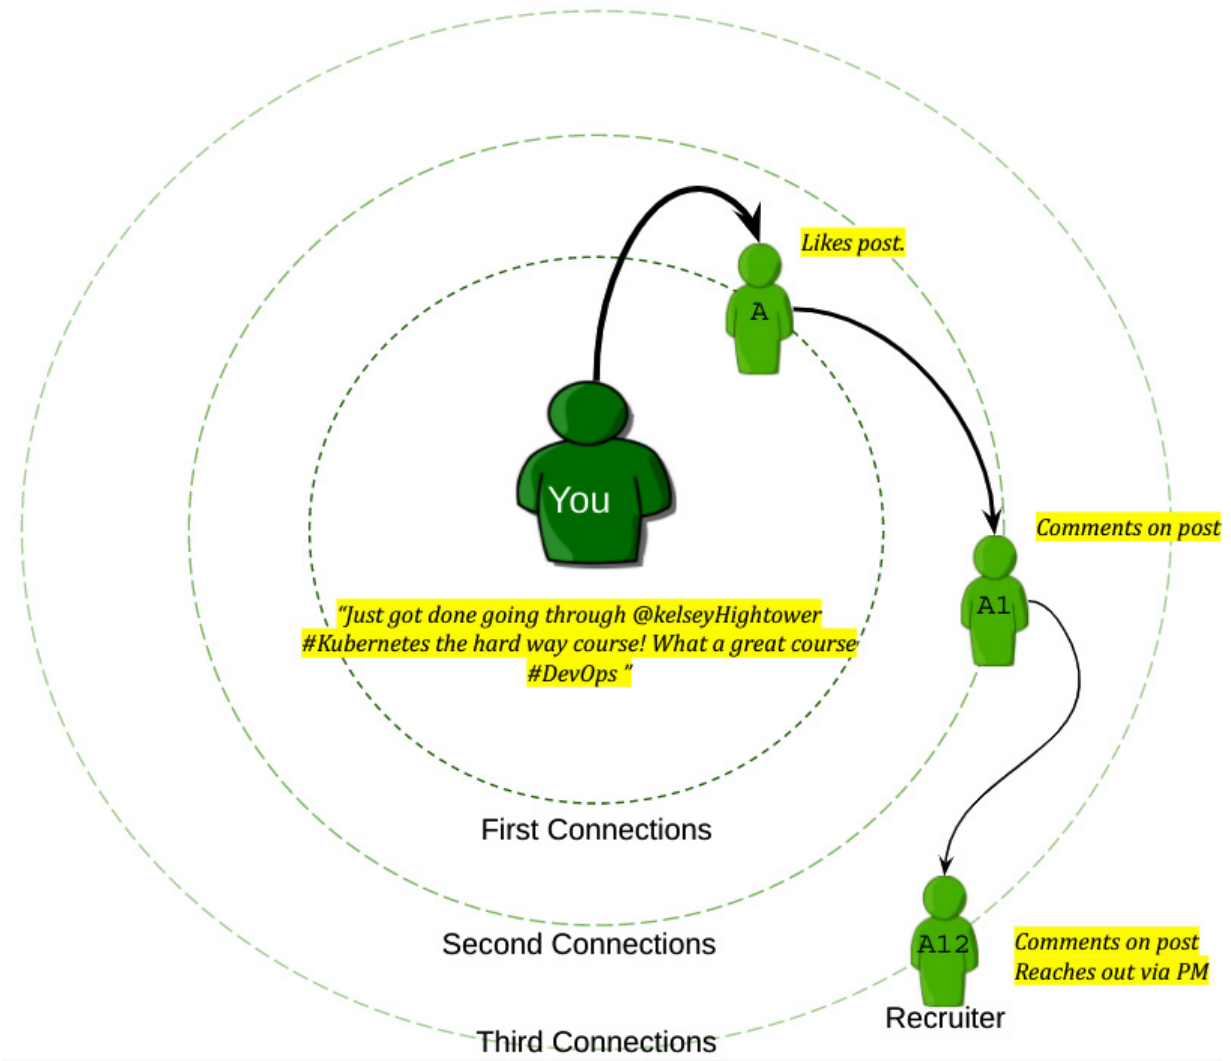 Likes post.
A
You
Comments on post
A1
“Just got done going through @kelseyHightower
#Kubernetes the hard way course! What a great course
#DevOps ”
First Connections
Second Connections
A12
Comments on post
Reaches out via PM
Recruiter
Third Connections